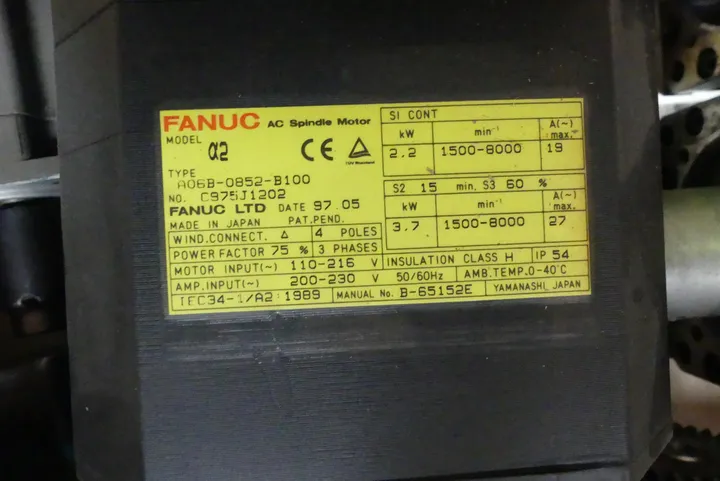 FANUC AC Spindle Motor
MODEL
α2
CE
TYPE
A06B-0852-B100
NO. C975J1202
FANUC LTD DATE 97.05
MADE IN JAPAN PAT.PEND.
WIND.CONNECT. Δ 4 POLES
POWER FACTOR 75 % 3 PHASES
S1 CONT
kW min⁻¹ A(~) max.
2.2 1500-8000 19
S2 15 min, S3 60 %
kW min⁻¹ A(~) max.
3.7 1500-8000 27
MOTOR INPUT(~) 110-216 V INSULATION CLASS H IP 54
AMP.INPUT(~) 200-230 V 50/60Hz AMB.TEMP.0-40°C
IEC34-1/A2:1989 MANUAL No. B-65152E YAMANASHI JAPAN